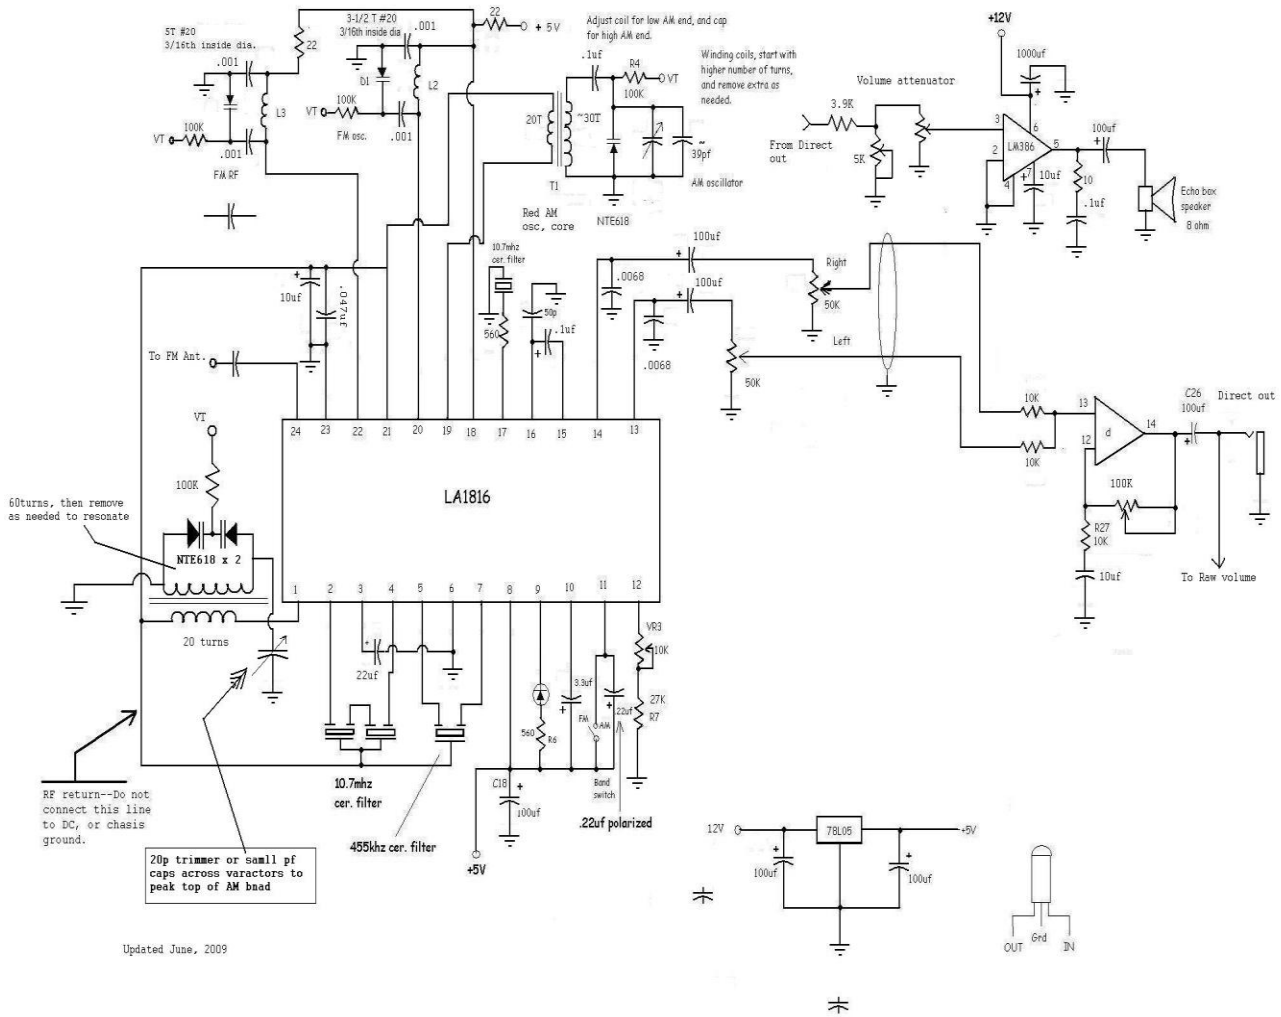 5T #20
3/16th inside dia.
3-1/2 T #20
3/16th inside dia
.001
22
.001
22
+ 5V
D1
L2
L3
100K
VT
.001
FM osc.
100K
VT
.001
FM RF
Adjust coil for low AM end, and cap
for high AM end.
.1uf
R4
100K
VT
Winding coils, start with
higher number of turns,
and remove extra as
needed.
20T
~30T
~
39pf
T1
AM oscillator
NTE618
Red AM
osc, core
+12V
1000uf
+
Volume attenuator
3.9K
From Direct
out
5K
3
2
6
LM386
5
4
+
7
10uf
100uf
+
10
.1uf
Echo box
speaker
8 ohm
+
10uf
.047uf
10.7mhz
cer. filter
560
50p
.1uf
+
100uf
+
.0068
100uf
+
.0068
Right
50K
Left
50K
To FM Ant.
10K
10K
13
12
d
14
C26
100uf
+
Direct out
100K
R27
10K
10uf
To Raw volume
24
23
22
21
20
19
18
17
16
15
14
13
LA1816
1
2
3
4
5
6
7
8
9
10
11
12
VT
100K
60turns, then remove
as needed to resonate
NTE618 x 2
20 turns
+
22uf
VR3
10K
27K
R7
3.3uf
+
FM
AM
.22uf
+
560
R6
Band
switch
C18
+
100uf
.22uf polarized
+5V
10.7mhz
cer. filter
455khz cer. filter
RF return--Do not
connect this line
to DC, or chasis
ground.
20p trimmer or samll pf
caps across varactors to
peak top of AM bnad
12V
78L05
+5V
+
100uf
+
100uf
OUT
Grd
IN
Updated June, 2009